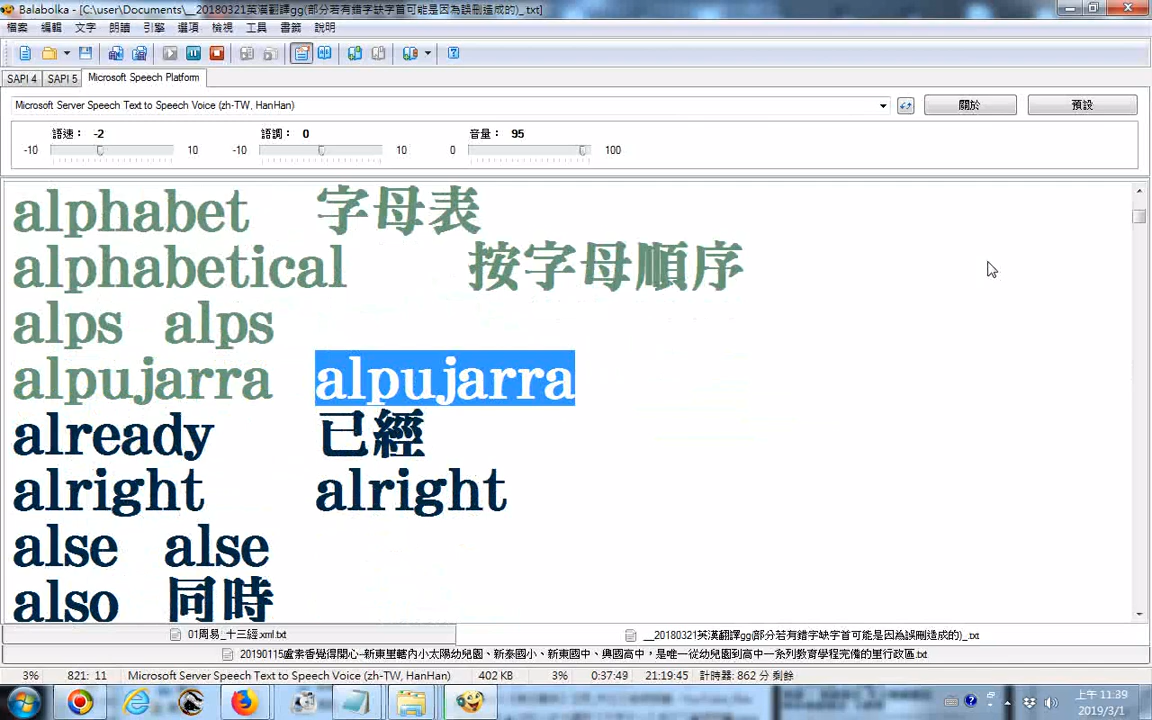 Balabolka - [C:\user\Documents\__20180321英漢翻譯gg(部分若有錯字缺字首可能是因為誤刪造成的)_.txt]
檔案 編輯 文字 朗讀 引擎 選項 檢視 工具 書籤 說明
SAPI 4 SAPI 5 Microsoft Speech Platform
Microsoft Server Speech Text to Speech Voice (zh-TW, HanHan) 關於 預設
語速： -2 語調： 0 音量： 95
-10 10 -10 10 0 100
alphabet 字母表
alphabetical 按字母順序
alps alps
alpujarra alpujarra
already 已經
alright alright
alse alse
also 同時
01周易_十三經.xml.txt __20180321英漢翻譯gg(部分若有錯字缺字首可能是因為誤刪造成的)_.txt
20190115盧素香覺得開心-新東里轄內小太陽幼兒園、新泰國小、新東國中、興國高中，是唯一從幼兒園到高中一系列教育學程完備的里行政區.txt
3% 821: 11 Microsoft Server Speech Text to Speech Voice (zh-TW, HanHan) 402 KB 3% 0:37:49 21:19:45 計時器: 862 分 剩餘
上午 11:39
2019/3/1